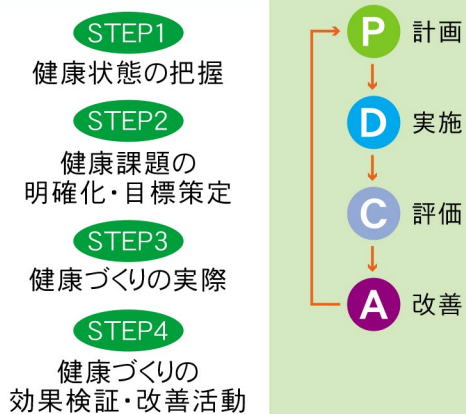 STEP1
健康状態の把握
STEP2
健康課題の
明確化・目標策定
STEP3
健康づくりの実際
STEP4
健康づくりの
効果検証・改善活動
P 計画
D 実施
C 評価
A 改善